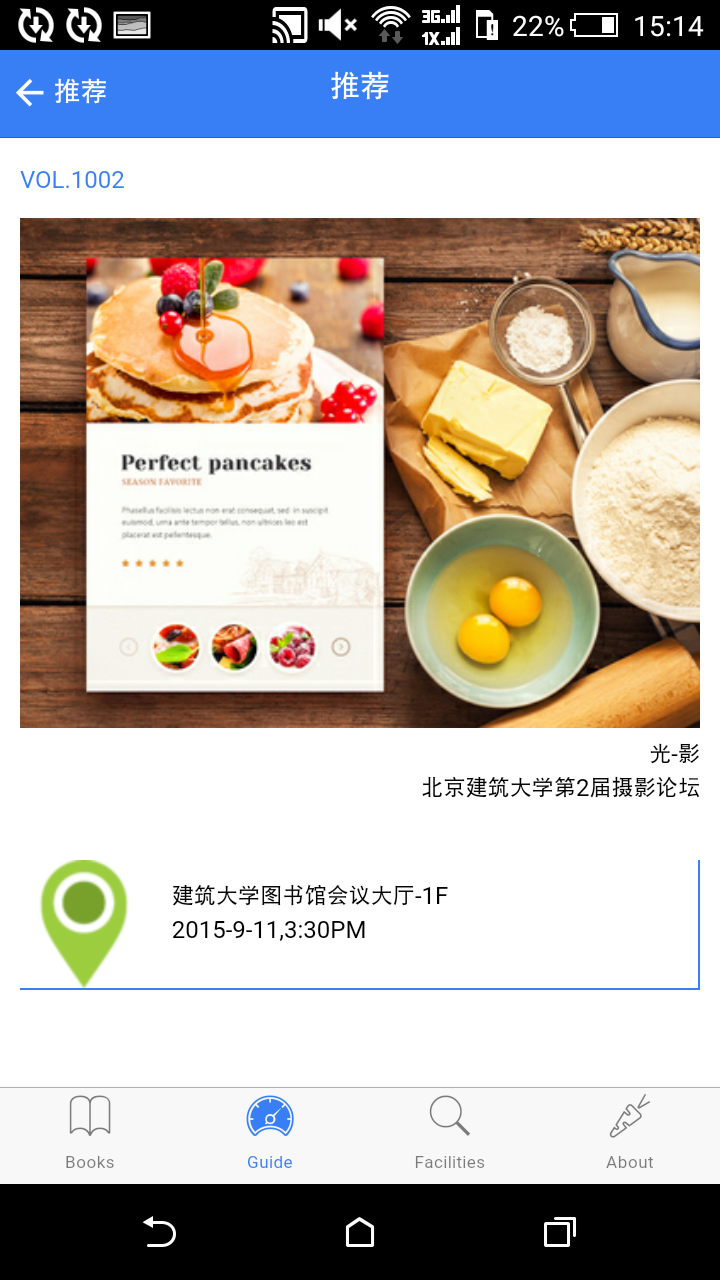 3G
1X
22%
15:14
推荐
推荐
VOL.1002
Perfect pancakes
SEASON FAVORITE
Phasellus facilisis lectus non erat consequat, sed in suscipit
euismod, urna ante tempor tellus, non ultrices leo est
placerat est pellentesque.
光-影
北京建筑大学第2届摄影论坛
建筑大学图书馆会议大厅-1F
2015-9-11,3:30PM
Books
Guide
Facilities
About